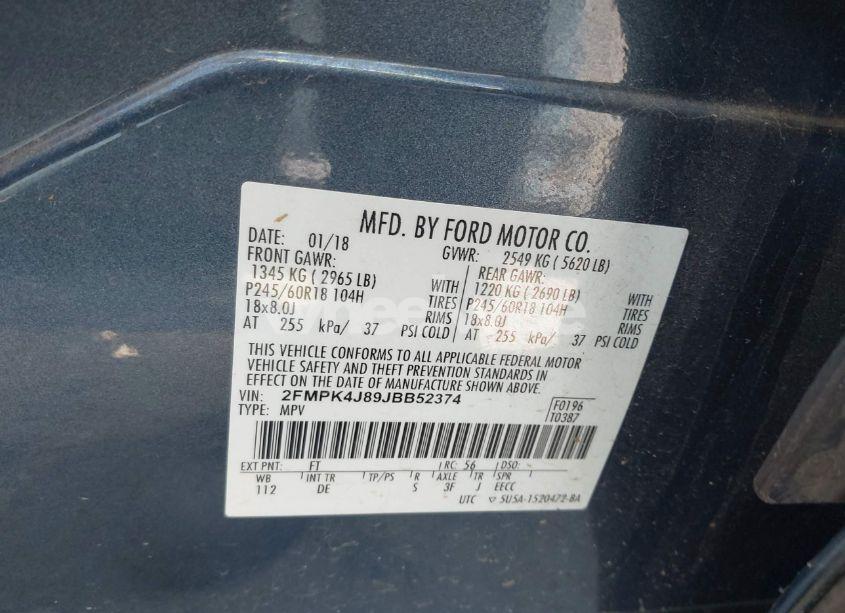 MFD. BY FORD MOTOR CO.
DATE: 01/18 GVWR: 2549 KG ( 5620 LB)
FRONT GAWR: REAR GAWR:
1345 KG ( 2965 LB) WITH 1220 KG ( 2690 LB) WITH
P245/60R18 104H TIRES P245/60R18 104H TIRES
18x8.0J RIMS 18x8.0J RIMS
AT 255 kPa/ 37 PSI COLD AT 255 kPa/ 37 PSI COLD
THIS VEHICLE CONFORMS TO ALL APPLICABLE FEDERAL MOTOR
VEHICLE SAFETY AND THEFT PREVENTION STANDARDS IN
EFFECT ON THE DATE OF MANUFACTURE SHOWN ABOVE.
VIN: 2FMPK4J89JBB52374 F0196
TYPE: MPV T0387
EXT PNT: FT RC: 56 DSO:
WB INT TR TP/PS R AXLE TR SPR
112 DE S 3F J EECC
UTC 5U5A-1520472-BA